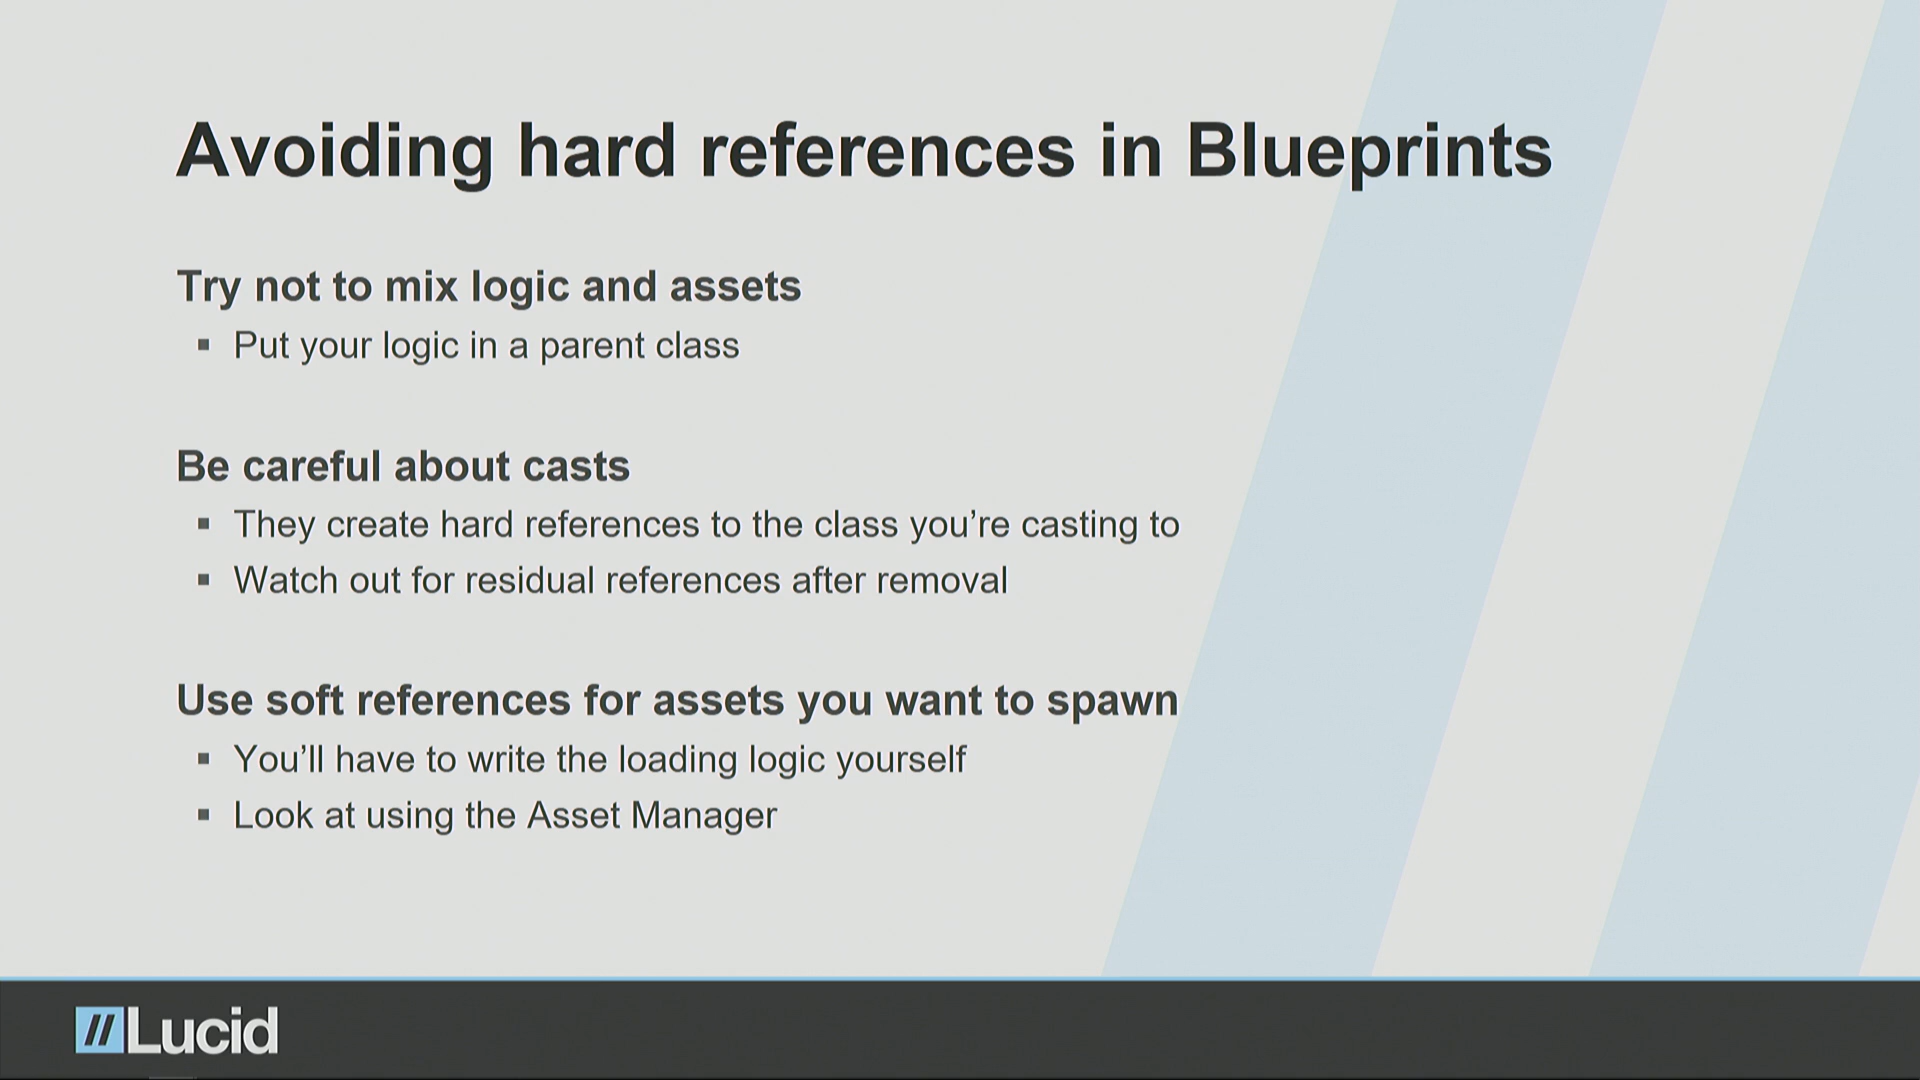 Avoiding hard references in Blueprints
Try not to mix logic and assets
▪ Put your logic in a parent class
Be careful about casts
▪ They create hard references to the class you’re casting to
▪ Watch out for residual references after removal
Use soft references for assets you want to spawn
▪ You’ll have to write the loading logic yourself
▪ Look at using the Asset Manager
//Lucid